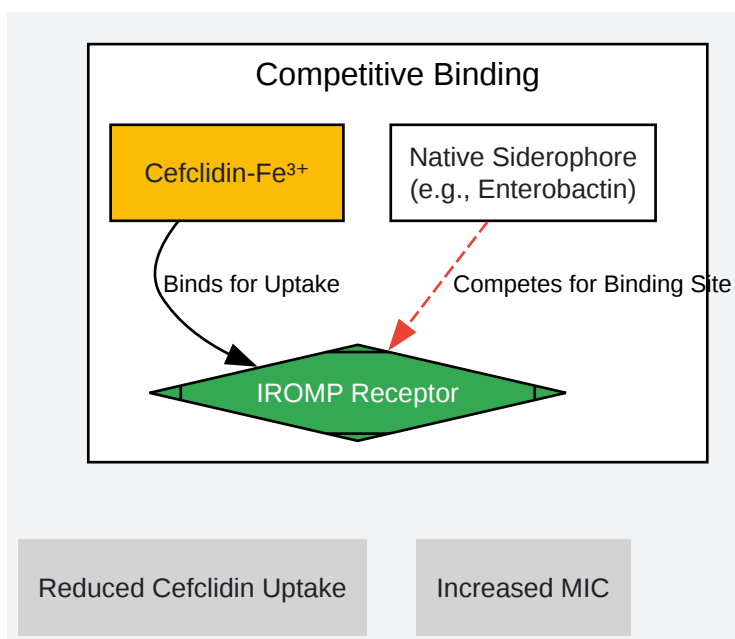 Competitive Binding
Cefclidin-Fe³⁺
Native Siderophore
(e.g., Enterobactin)
Binds for Uptake
Competes for Binding Site
IROMP Receptor
Reduced Cefclidin Uptake
Increased MIC